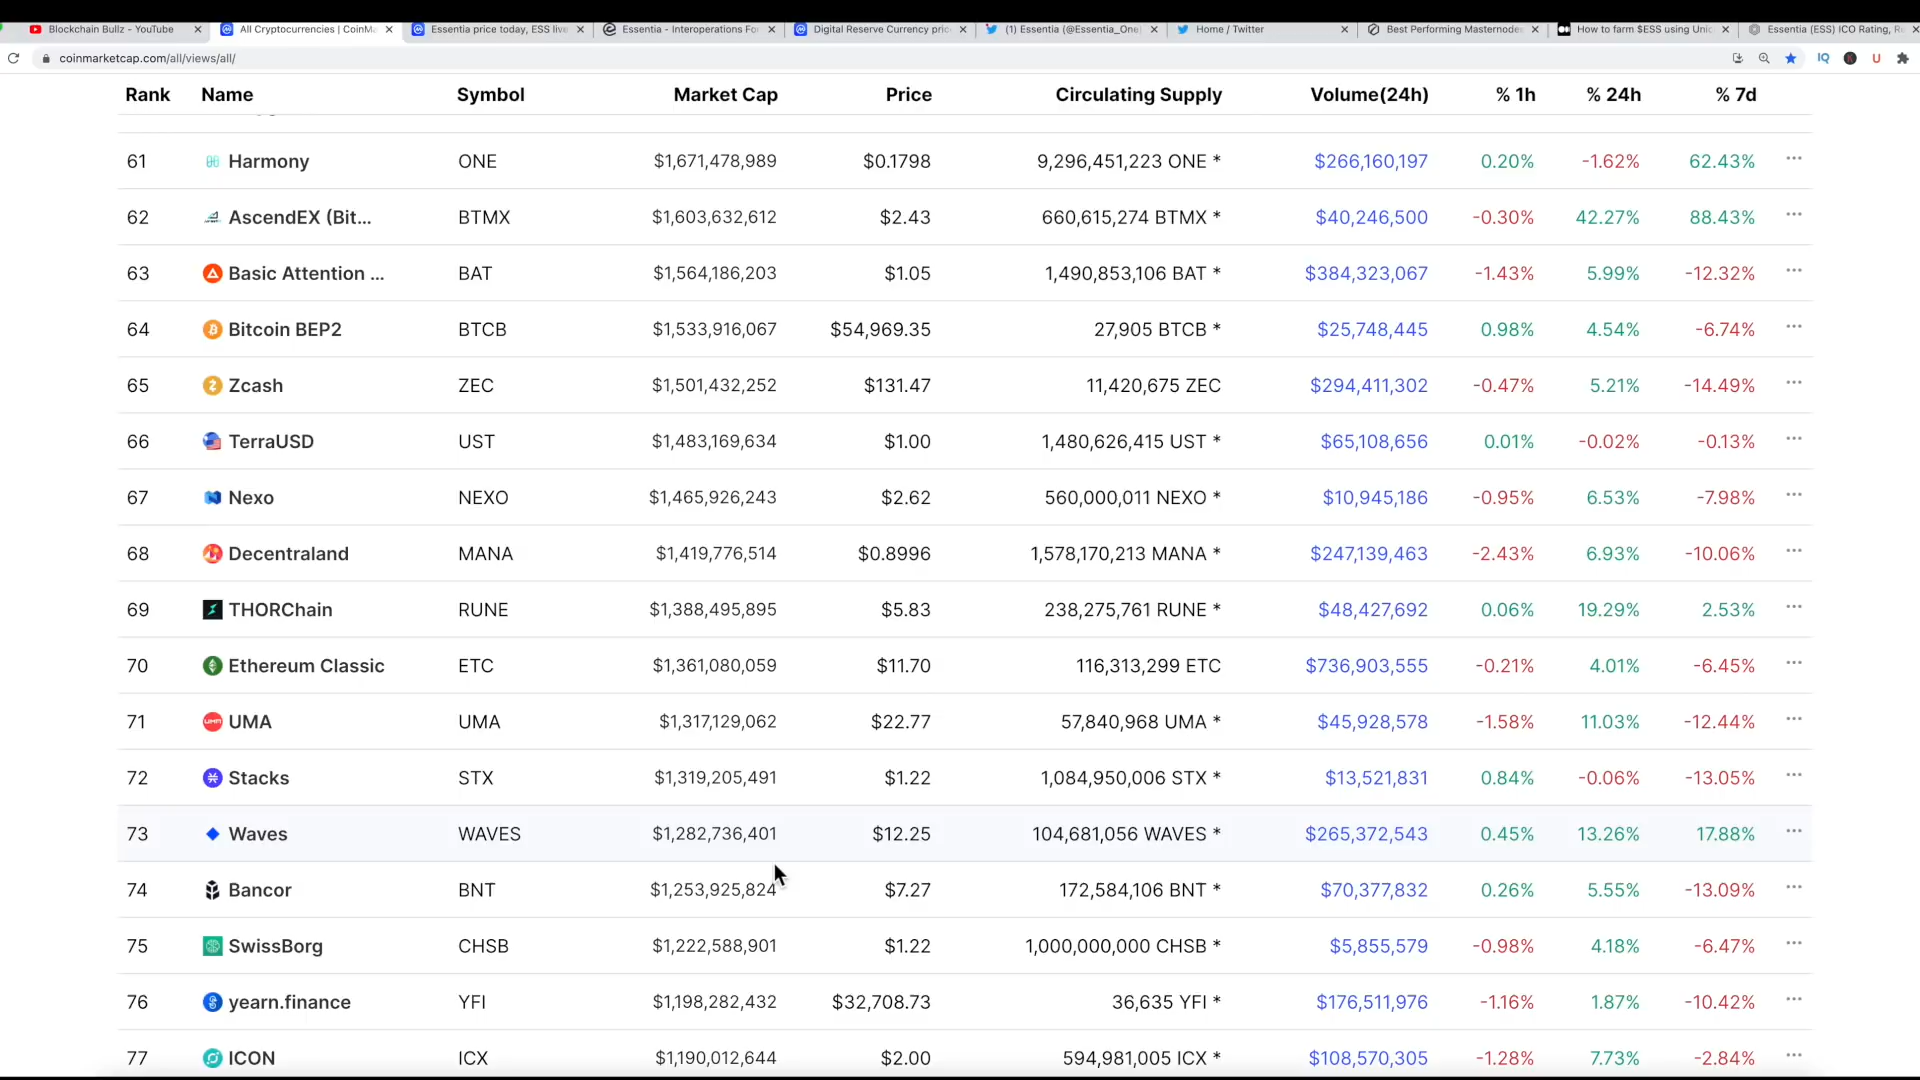 Blockchain Bullz - YouTube × All Cryptocurrencies | CoinMa × Essentia price today, ESS live × Essentia - Interoperations For × Digital Reserve Currency pric × (1) Essentia (@Essentia_One) × Home / Twitter × Best Performing Masternodes × How to farm $ESS using Unic × Essentia (ESS) ICO Rating, R ×
coinmarketcap.com/all/views/all/ IQ U
Rank Name Symbol Market Cap Price Circulating Supply Volume(24h) % 1h % 24h % 7d
61 Harmony ONE $1,671,478,989 $0.1798 9,296,451,223 ONE * $266,160,197 0.20% -1.62% 62.43% ...
62 AscendEX (Bit... BTMX $1,603,632,612 $2.43 660,615,274 BTMX * $40,246,500 -0.30% 42.27% 88.43% ...
63 Basic Attention ... BAT $1,564,186,203 $1.05 1,490,853,106 BAT * $384,323,067 -1.43% 5.99% -12.32% ...
64 Bitcoin BEP2 BTCB $1,533,916,067 $54,969.35 27,905 BTCB * $25,748,445 0.98% 4.54% -6.74% ...
65 Zcash ZEC $1,501,432,252 $131.47 11,420,675 ZEC $294,411,302 -0.47% 5.21% -14.49% ...
66 TerraUSD UST $1,483,169,634 $1.00 1,480,626,415 UST * $65,108,656 0.01% -0.02% -0.13% ...
67 Nexo NEXO $1,465,926,243 $2.62 560,000,011 NEXO * $10,945,186 -0.95% 6.53% -7.98% ...
68 Decentraland MANA $1,419,776,514 $0.8996 1,578,170,213 MANA * $247,139,463 -2.43% 6.93% -10.06% ...
69 THORChain RUNE $1,388,495,895 $5.83 238,275,761 RUNE * $48,427,692 0.06% 19.29% 2.53% ...
70 Ethereum Classic ETC $1,361,080,059 $11.70 116,313,299 ETC $736,903,555 -0.21% 4.01% -6.45% ...
71 UMA UMA $1,317,129,062 $22.77 57,840,968 UMA * $45,928,578 -1.58% 11.03% -12.44% ...
72 Stacks STX $1,319,205,491 $1.22 1,084,950,006 STX * $13,521,831 0.84% -0.06% -13.05% ...
73 Waves WAVES $1,282,736,401 $12.25 104,681,056 WAVES * $265,372,543 0.45% 13.26% 17.88% ...
74 Bancor BNT $1,253,925,824 $7.27 172,584,106 BNT * $70,377,832 0.26% 5.55% -13.09% ...
75 SwissBorg CHSB $1,222,588,901 $1.22 1,000,000,000 CHSB * $5,855,579 -0.98% 4.18% -6.47% ...
76 yearn.finance YFI $1,198,282,432 $32,708.73 36,635 YFI * $176,511,976 -1.16% 1.87% -10.42% ...
77 ICON ICX $1,190,012,644 $2.00 594,981,005 ICX * $108,570,305 -1.28% 7.73% -2.84% ...